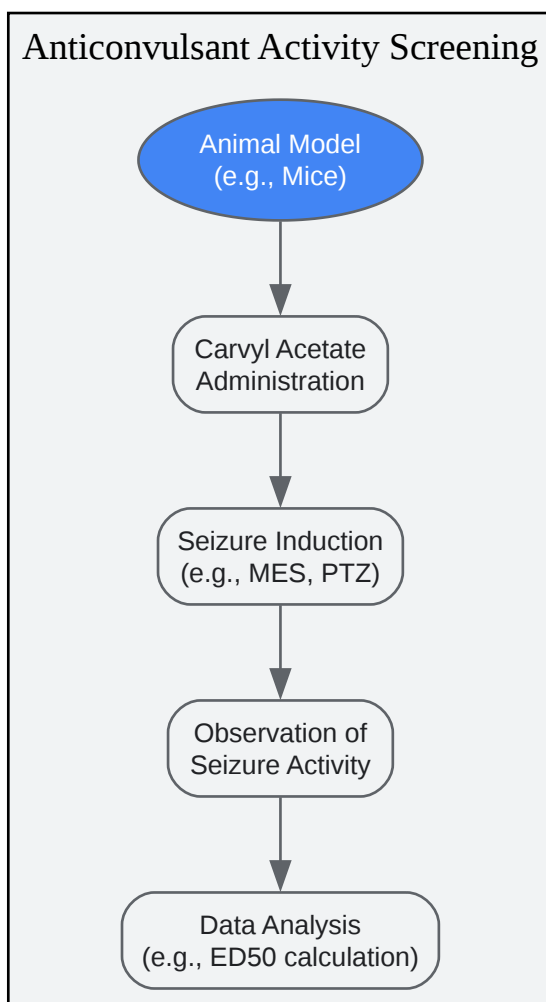 Anticonvulsant Activity Screening
Animal Model
(e.g., Mice)
Carvyl Acetate
Administration
Seizure Induction
(e.g., MES, PTZ)
Observation of
Seizure Activity
Data Analysis
(e.g., ED50 calculation)